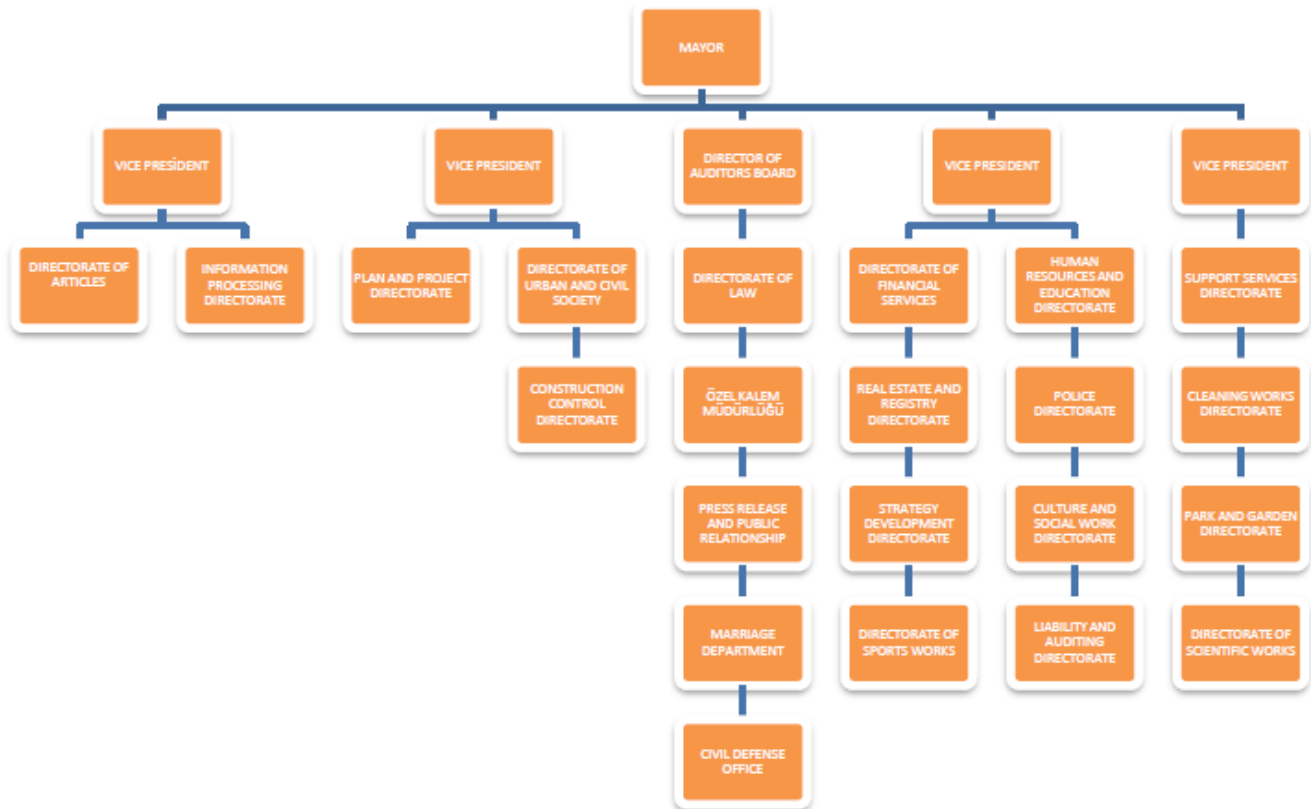 MAYOR
VICE PRESİDENT
VICE PRESIDENT
DIRECTOR OF
AUDITORS BOARD
VICE PRESIDENT
VICE PRESIDENT
DIRECTORATE OF
ARTICLES
INFORMATION
PROCESSING
DIRECTORATE
PLAN AND PROJECT
DIRECTORATE
DIRECTORATE OF
URBAN AND CIVIL
SOCIETY
DIRECTORATE OF
LAW
DIRECTORATE OF
FINANCIAL
SERVICES
HUMAN
RESOURCES AND
EDUCATION
DIRECTORATE
SUPPORT SERVICES
DIRECTORATE
CONSTRUCTION
CONTROL
DIRECTORATE
ÖZEL KALEM
MÜDÜRLÜĞÜ
REAL ESTATE AND
REGISTRY
DIRECTORATE
POLICE
DIRECTORATE
CLEANING WORKS
DIRECTORATE
PRESS RELEASE
AND PUBLIC
RELATIONSHIP
STRATEGY
DEVELOPMENT
DIRECTORATE
CULTURE AND
SOCIAL WORK
DIRECTORATE
PARK AND GARDEN
DIRECTORATE
MARRIAGE
DEPARTMENT
DIRECTORATE OF
SPORTS WORKS
LIABILITY AND
AUDITING
DIRECTORATE
DIRECTORATE OF
SCIENTIFIC WORKS
CIVIL DEFENSE
OFFICE